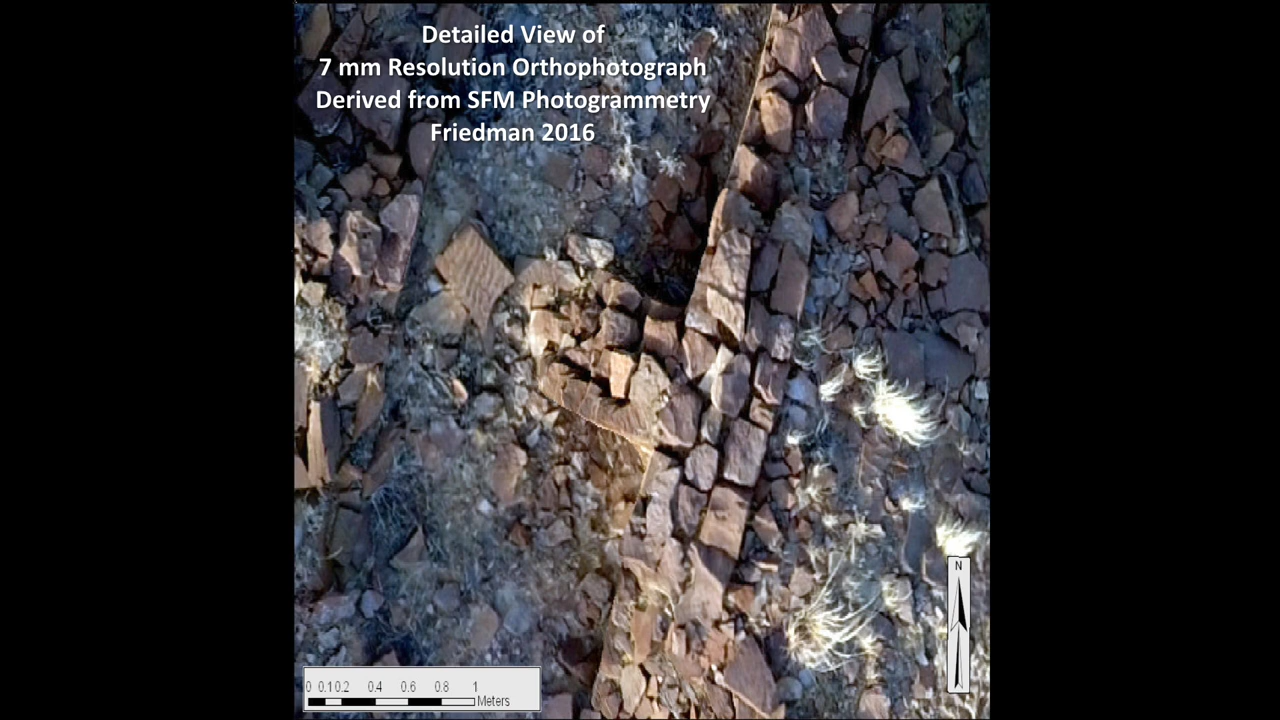 Detailed View of
7 mm Resolution Orthophotograph
Derived from SFM Photogrammetry
Friedman 2016
N
0 0.1 0.2 0.4 0.6 0.8 1
Meters